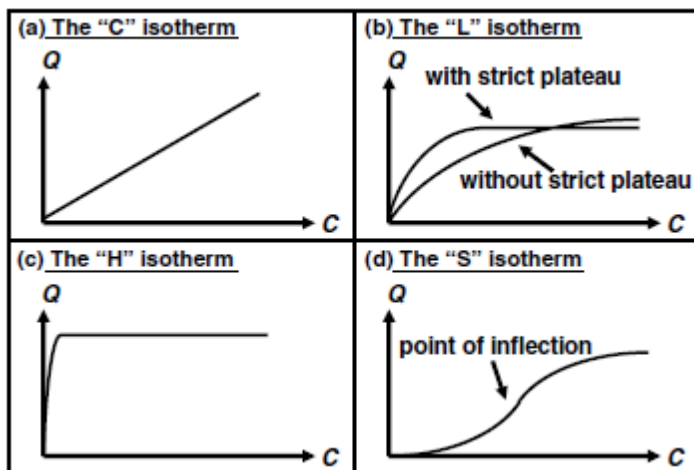 (a) The “C” isotherm
Q
C
(b) The “L” isotherm
Q
with strict plateau
without strict plateau
C
(c) The “H” isotherm
Q
C
(d) The “S” isotherm
Q
point of inflection
C